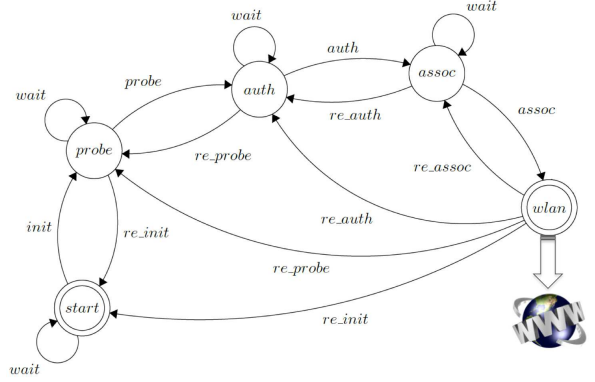 wait
wait
auth
assoc
probe
auth
assoc
wait
re_auth
probe
re_probe
re_assoc
wlan
init
re_init
re_auth
re_probe
start
re_init
WWW
wait